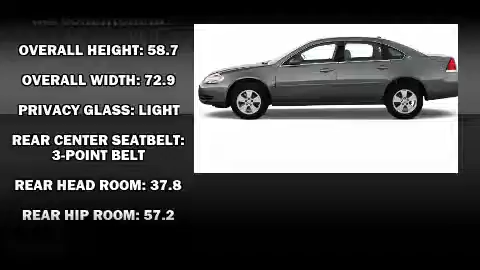 OVERALL HEIGHT: 58.7
OVERALL WIDTH: 72.9
PRIVACY GLASS: LIGHT
REAR CENTER SEATBELT:
3-POINT BELT
REAR HEAD ROOM: 37.8
REAR HIP ROOM: 57.2